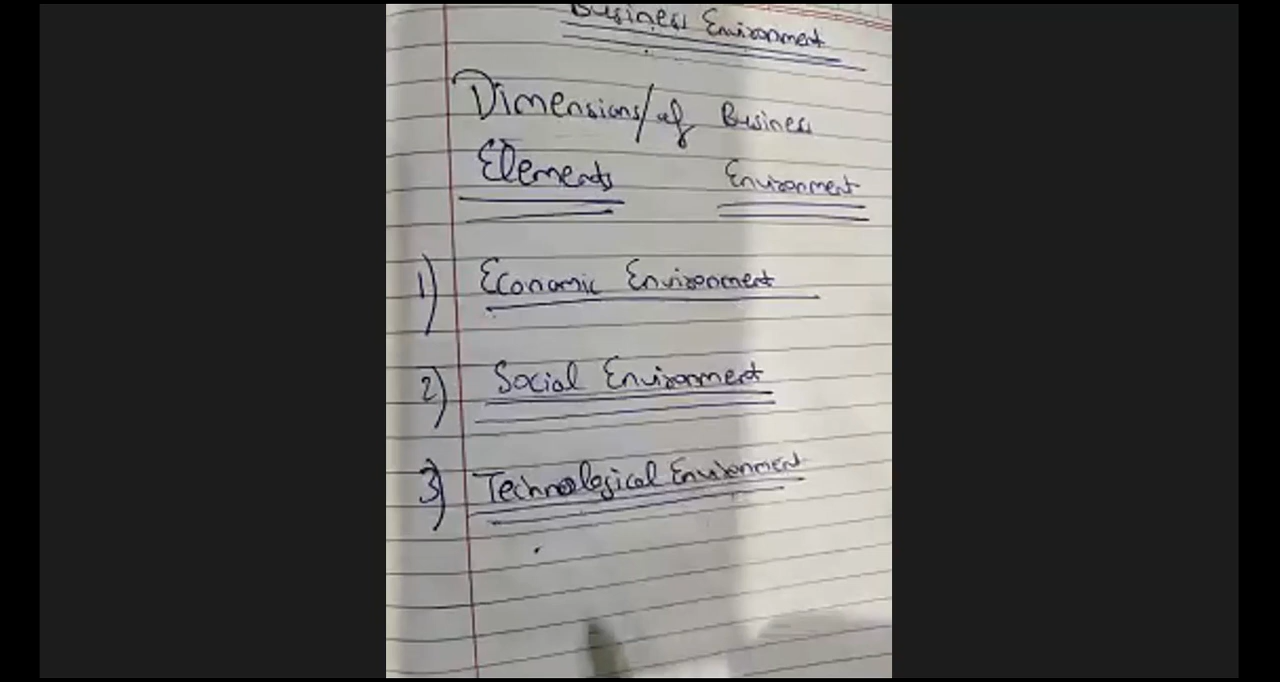 Business Environment
Dimensions/of Business
Elements Environment
1) Economic Environment
2) Social Environment
3) Technological Environment